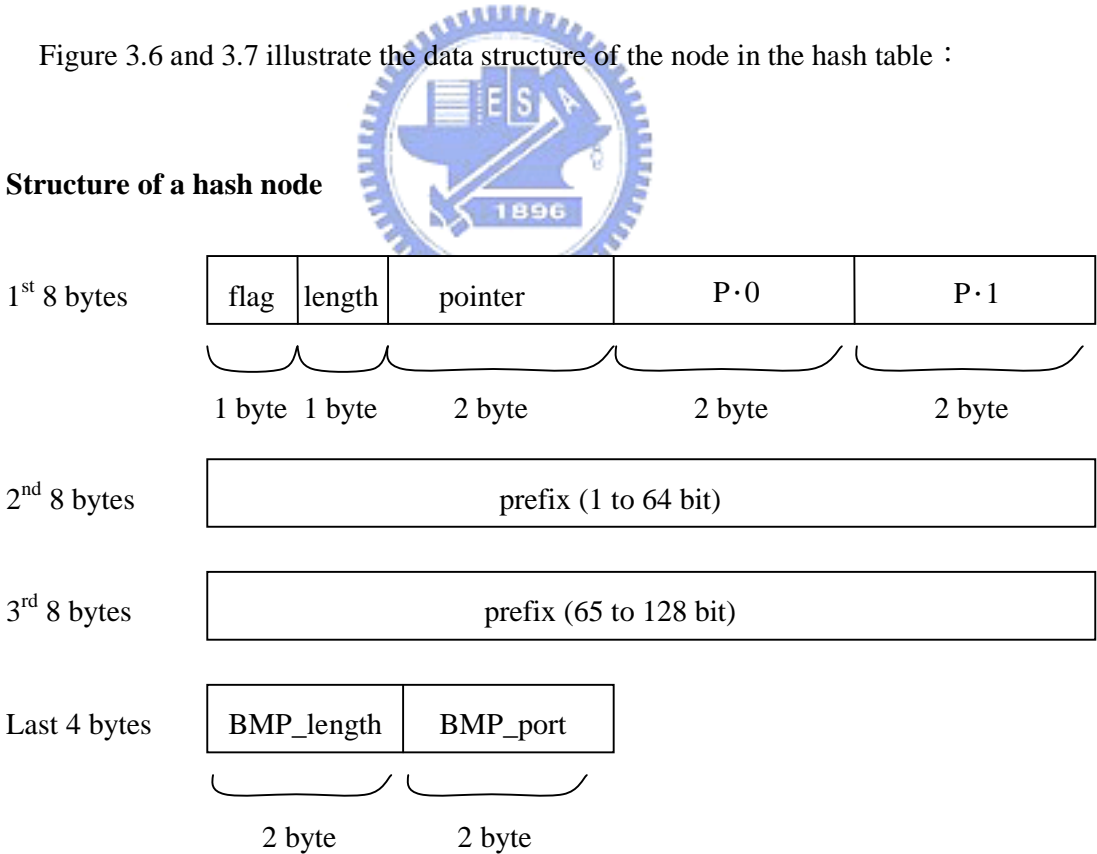 Figure 3.6 and 3.7 illustrate the data structure of the node in the hash table：
E S A
1896
Structure of a hash node
1st 8 bytes flag length pointer P·0 P·1
1 byte 1 byte 2 byte 2 byte 2 byte
2nd 8 bytes prefix (1 to 64 bit)
3rd 8 bytes prefix (65 to 128 bit)
Last 4 bytes BMP_length BMP_port
2 byte 2 byte